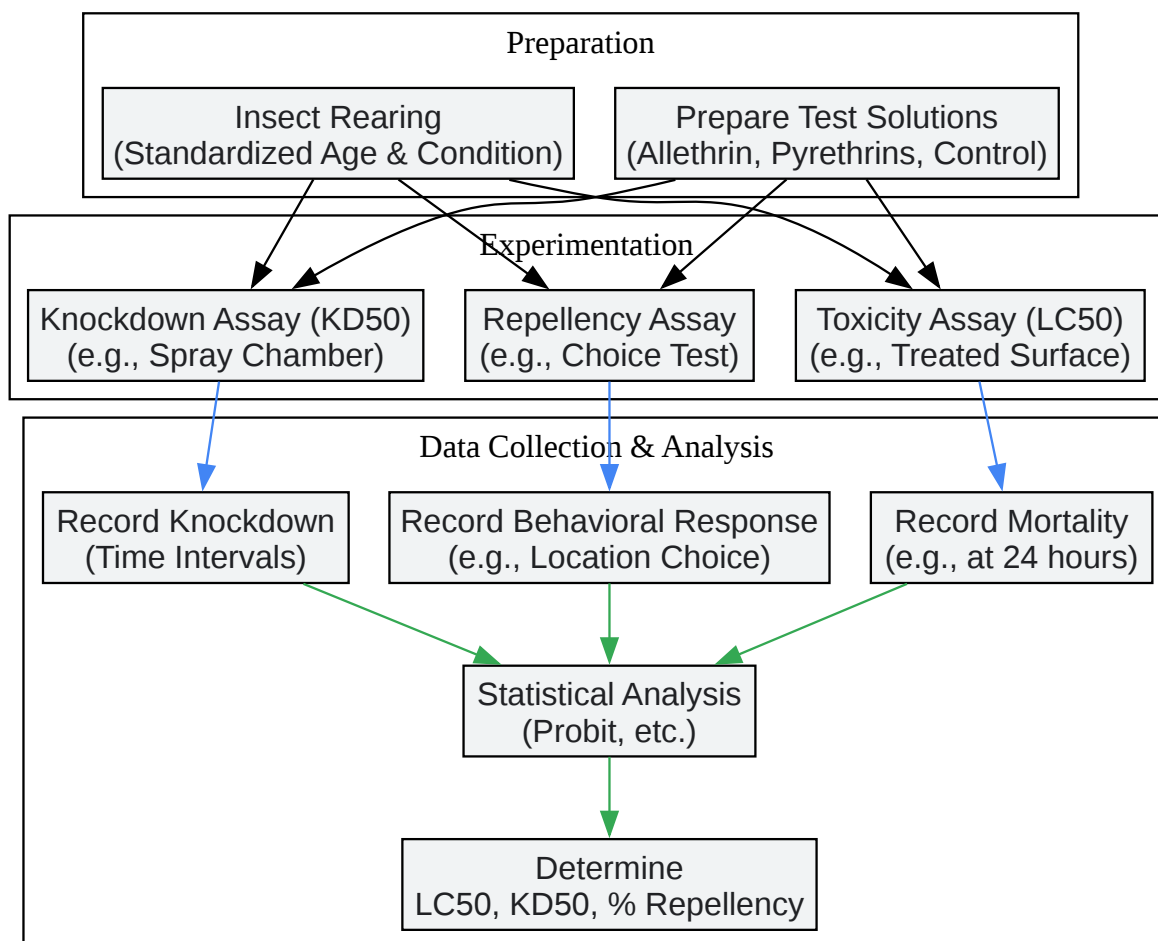 Preparation
Insect Rearing
(Standardized Age & Condition)
Prepare Test Solutions
(Allethrin, Pyrethrins, Control)
Experimentation
Knockdown Assay (KD50)
(e.g., Spray Chamber)
Repellency Assay
(e.g., Choice Test)
Toxicity Assay (LC50)
(e.g., Treated Surface)
Data Collection & Analysis
Record Knockdown
(Time Intervals)
Record Behavioral Response
(e.g., Location Choice)
Record Mortality
(e.g., at 24 hours)
Statistical Analysis
(Probit, etc.)
Determine
LC50, KD50, % Repellency